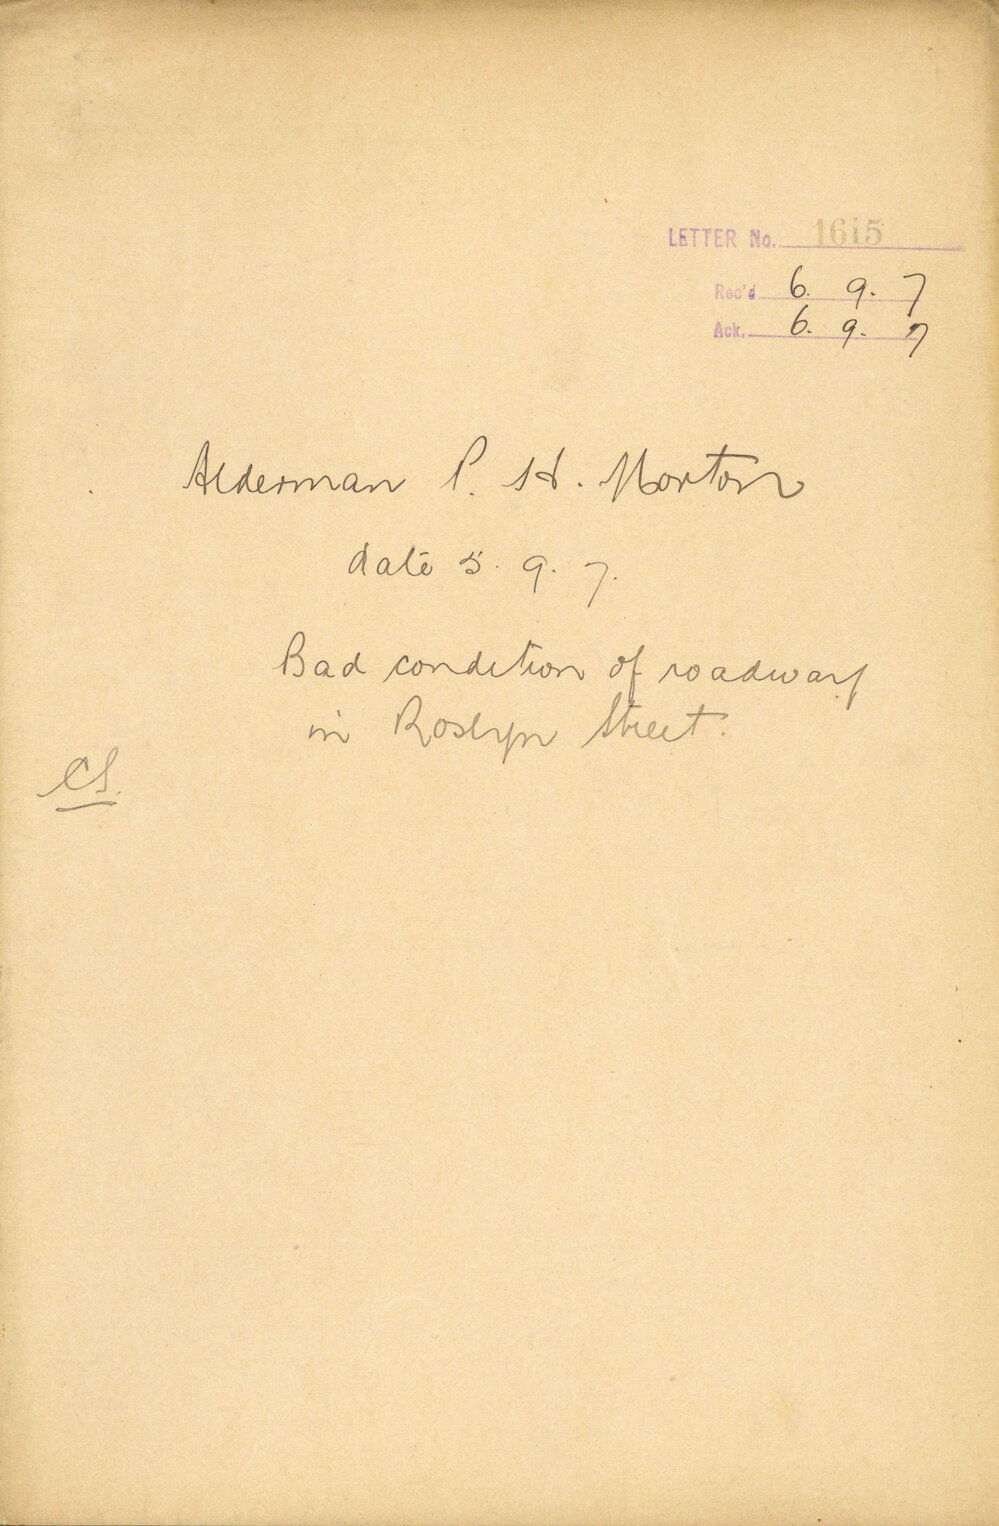 LETTER No. 1615
Rec'd 6. 9. 7
Ack. 6. 9. 7
Alderman P. H. Morton
date 5. 9. 7.
Bad condition of roadway
in Roslyn Street.
CS.